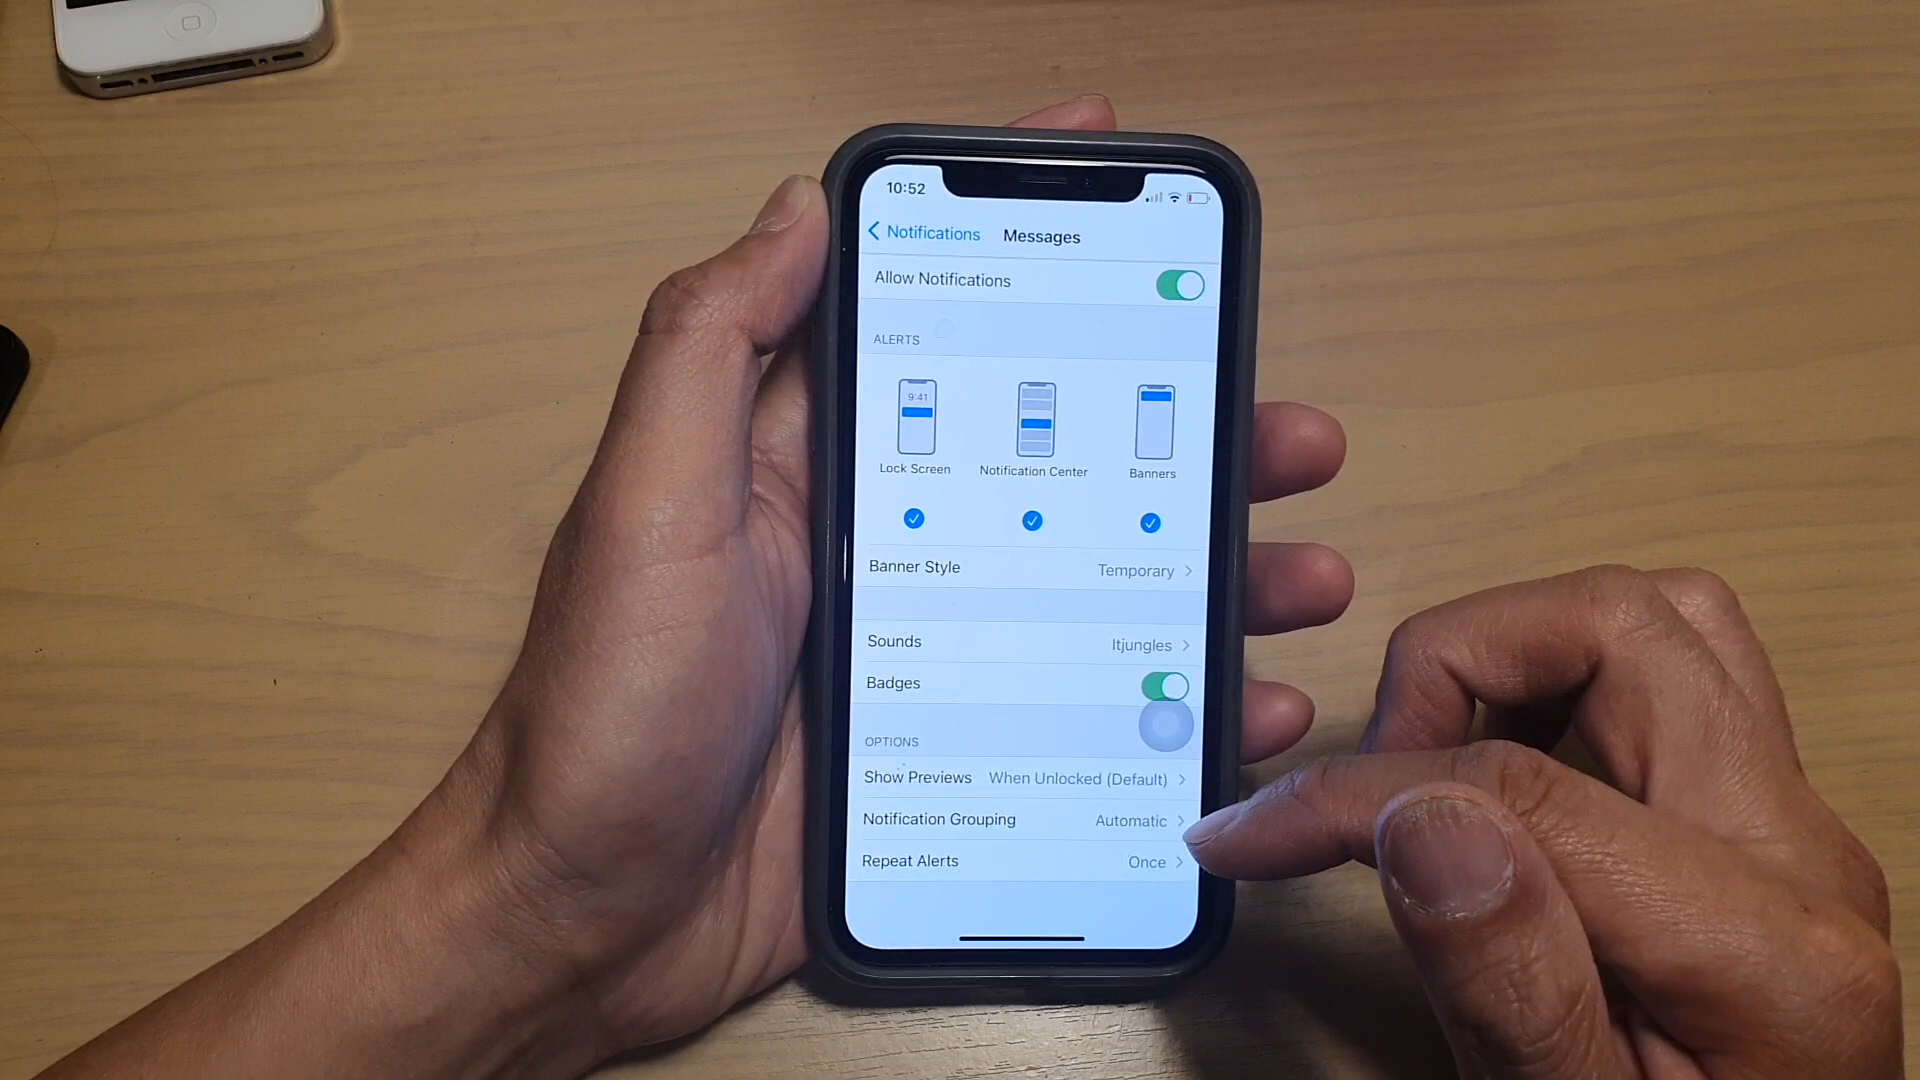 10:52
Notifications Messages
Allow Notifications
ALERTS
9:41
Lock Screen Notification Center Banners
Banner Style Temporary
Sounds Itjungles
Badges
OPTIONS
Show Previews When Unlocked (Default)
Notification Grouping Automatic
Repeat Alerts Once